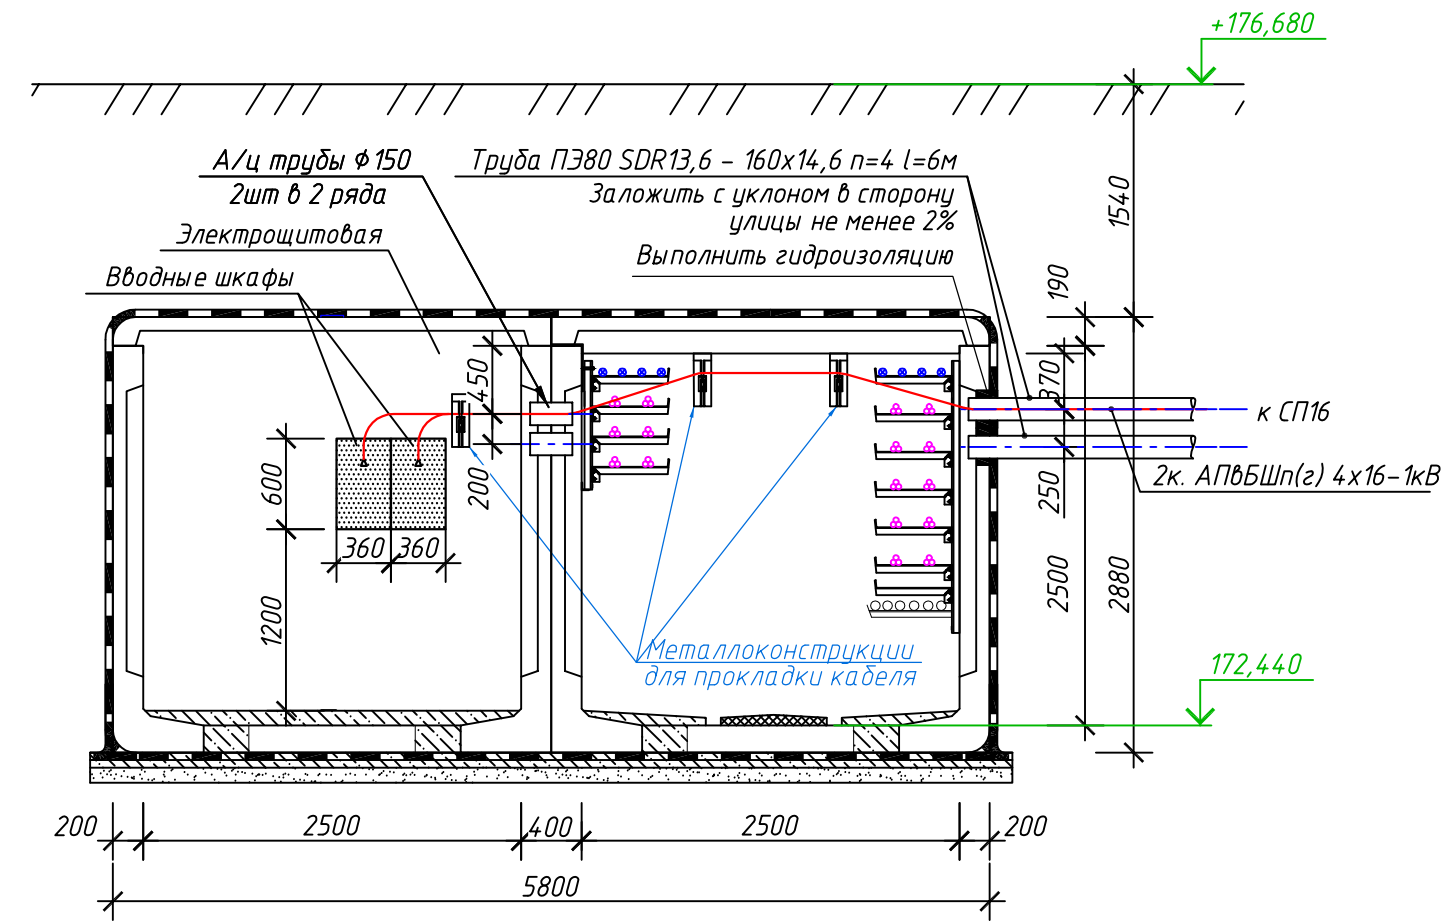 +176,680
А/ц трубы ф150
2шт в 2 ряда
Труба ПЭ80 SDR13,6 - 160х14,6 n=4 l=6м
Заложить с уклоном в сторону
улицы не менее 2%
1540
Электрощитовая
Выполнить гидроизоляцию
Вводные шкафы
190
450
370
к СП16
600
200
250
2к. АПвБШп(г) 4х16-1кВ
360
360
1200
2500
2880
Металлоконструкции
для прокладки кабеля
172,440
200
2500
400
2500
200
5800